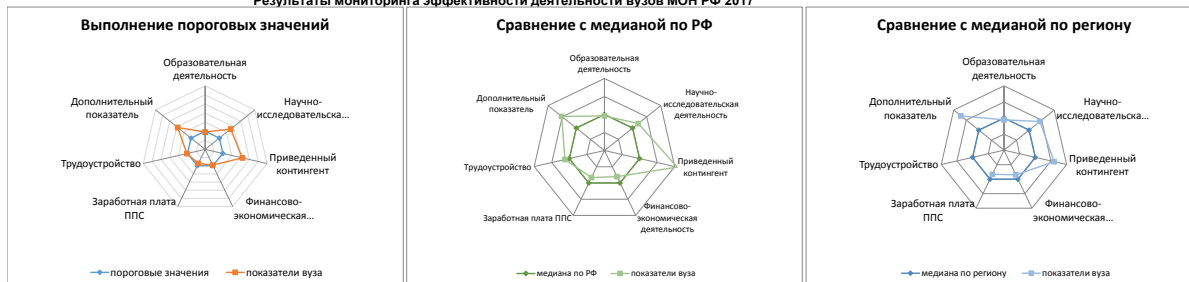 Результаты мониторинга эффективности деятельности вузов МОН РФ 2017
Выполнение пороговых значений
Образовательная
деятельность
Научно-
исследовательска...
Приведенный
контингент
Финансово-
экономическая...
Заработная плата
ППС
Трудоустройство
Дополнительный
показатель
пороговые значения
показатели вуза
Сравнение с медианой по РФ
Образовательная
деятельность
Научно-
исследовательская
деятельность
Приведенный
контингент
Финансово-
экономическая
деятельность
Заработная плата ППС
Трудоустройство
Дополнительный
показатель
медиана по РФ
показатели вуза
Сравнение с медианой по региону
Образовательная
деятельность
Научно-
исследовательска...
Приведенный
контингент
Финансово-
экономическая...
Заработная плата
ППС
Трудоустройство
Дополнительный
показатель
медиана по региону
показатели вуза